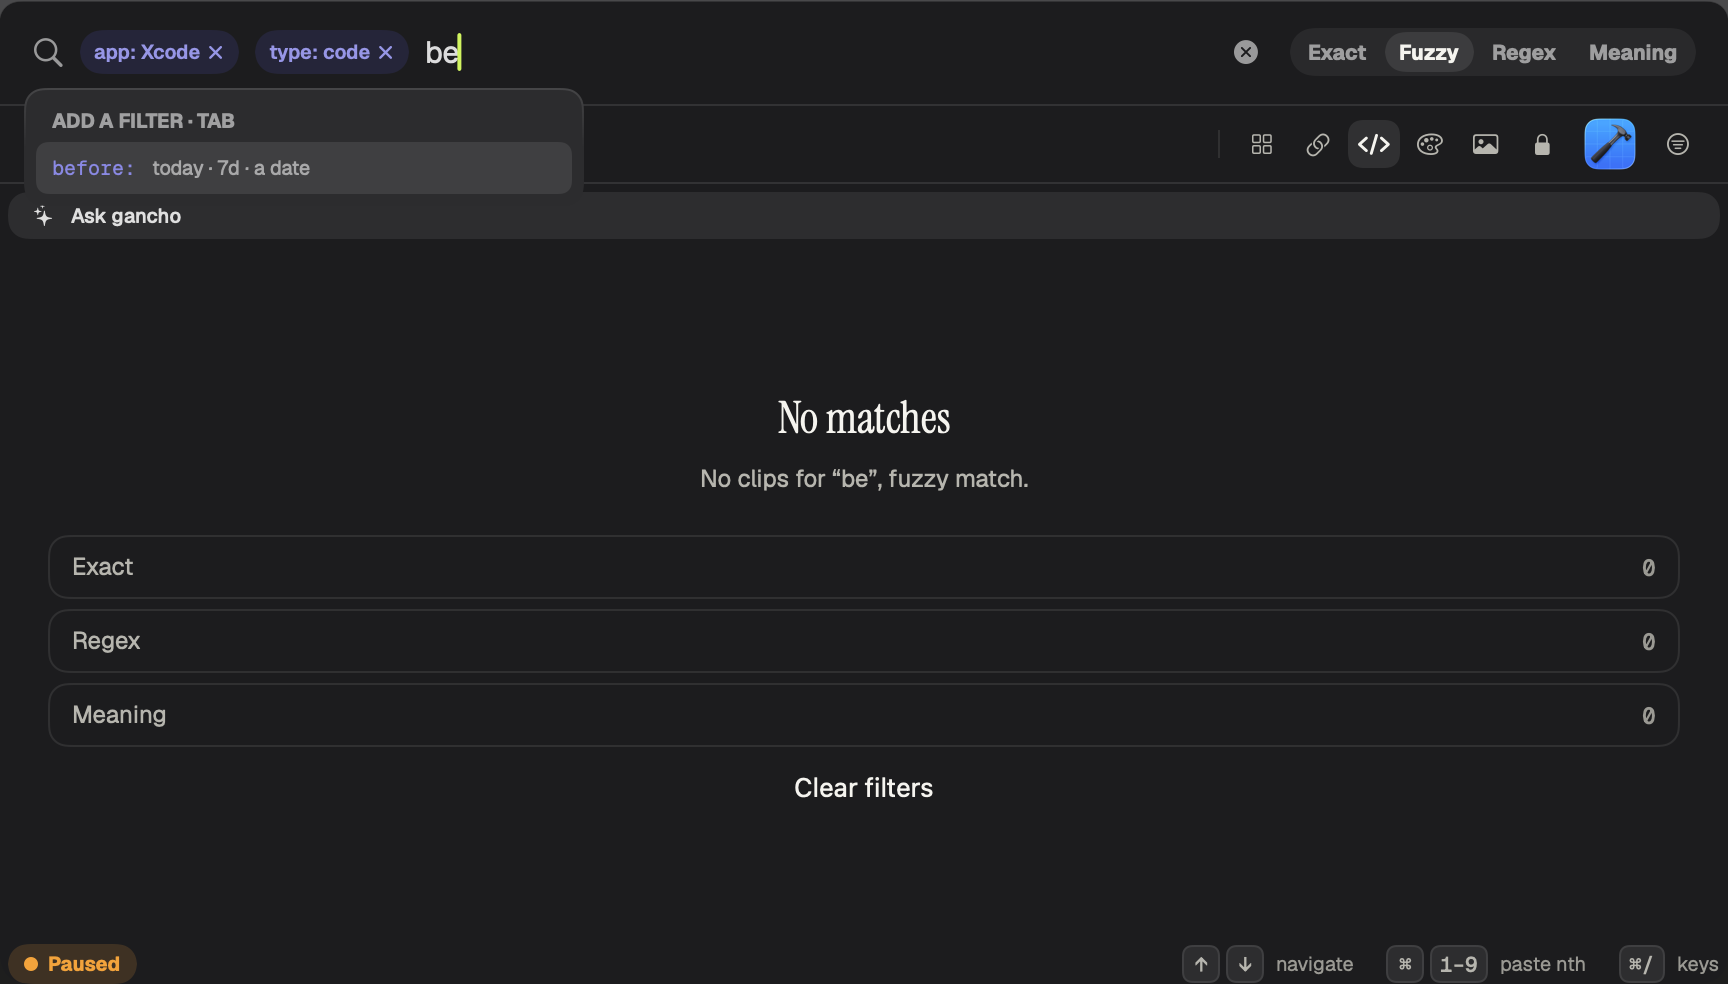 app: Xcode ✕ type: code ✕ be Exact Fuzzy Regex Meaning
ADD A FILTER · TAB
before: today · 7d · a date
Ask gancho
No matches
No clips for “be”, fuzzy match.
Exact 0
Regex 0
Meaning 0
Clear filters
Paused ↑ ↓ navigate ⌘ 1–9 paste nth ⌘/ keys